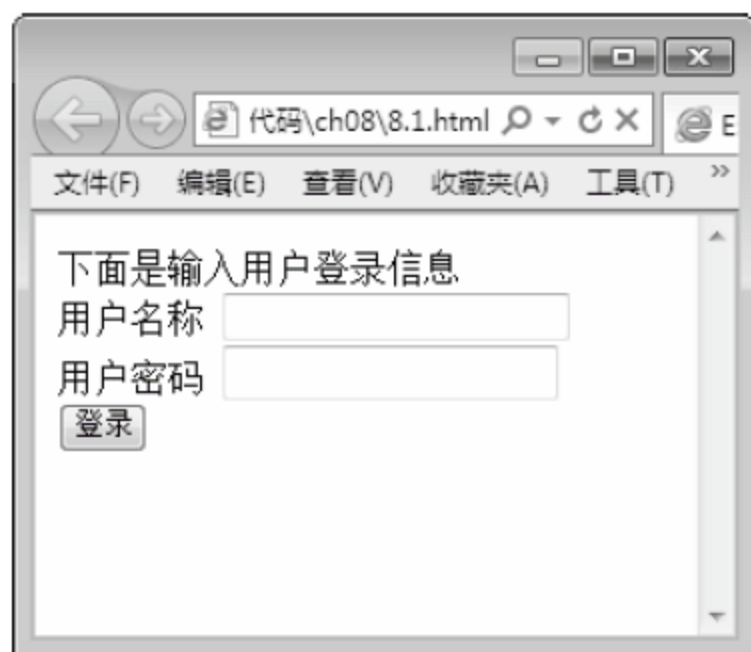 代码\ch08\8.1.html
E
文件(F) 编辑(E) 查看(V) 收藏夹(A) 工具(T) »
下面是输入用户登录信息
用户名称
用户密码
登录